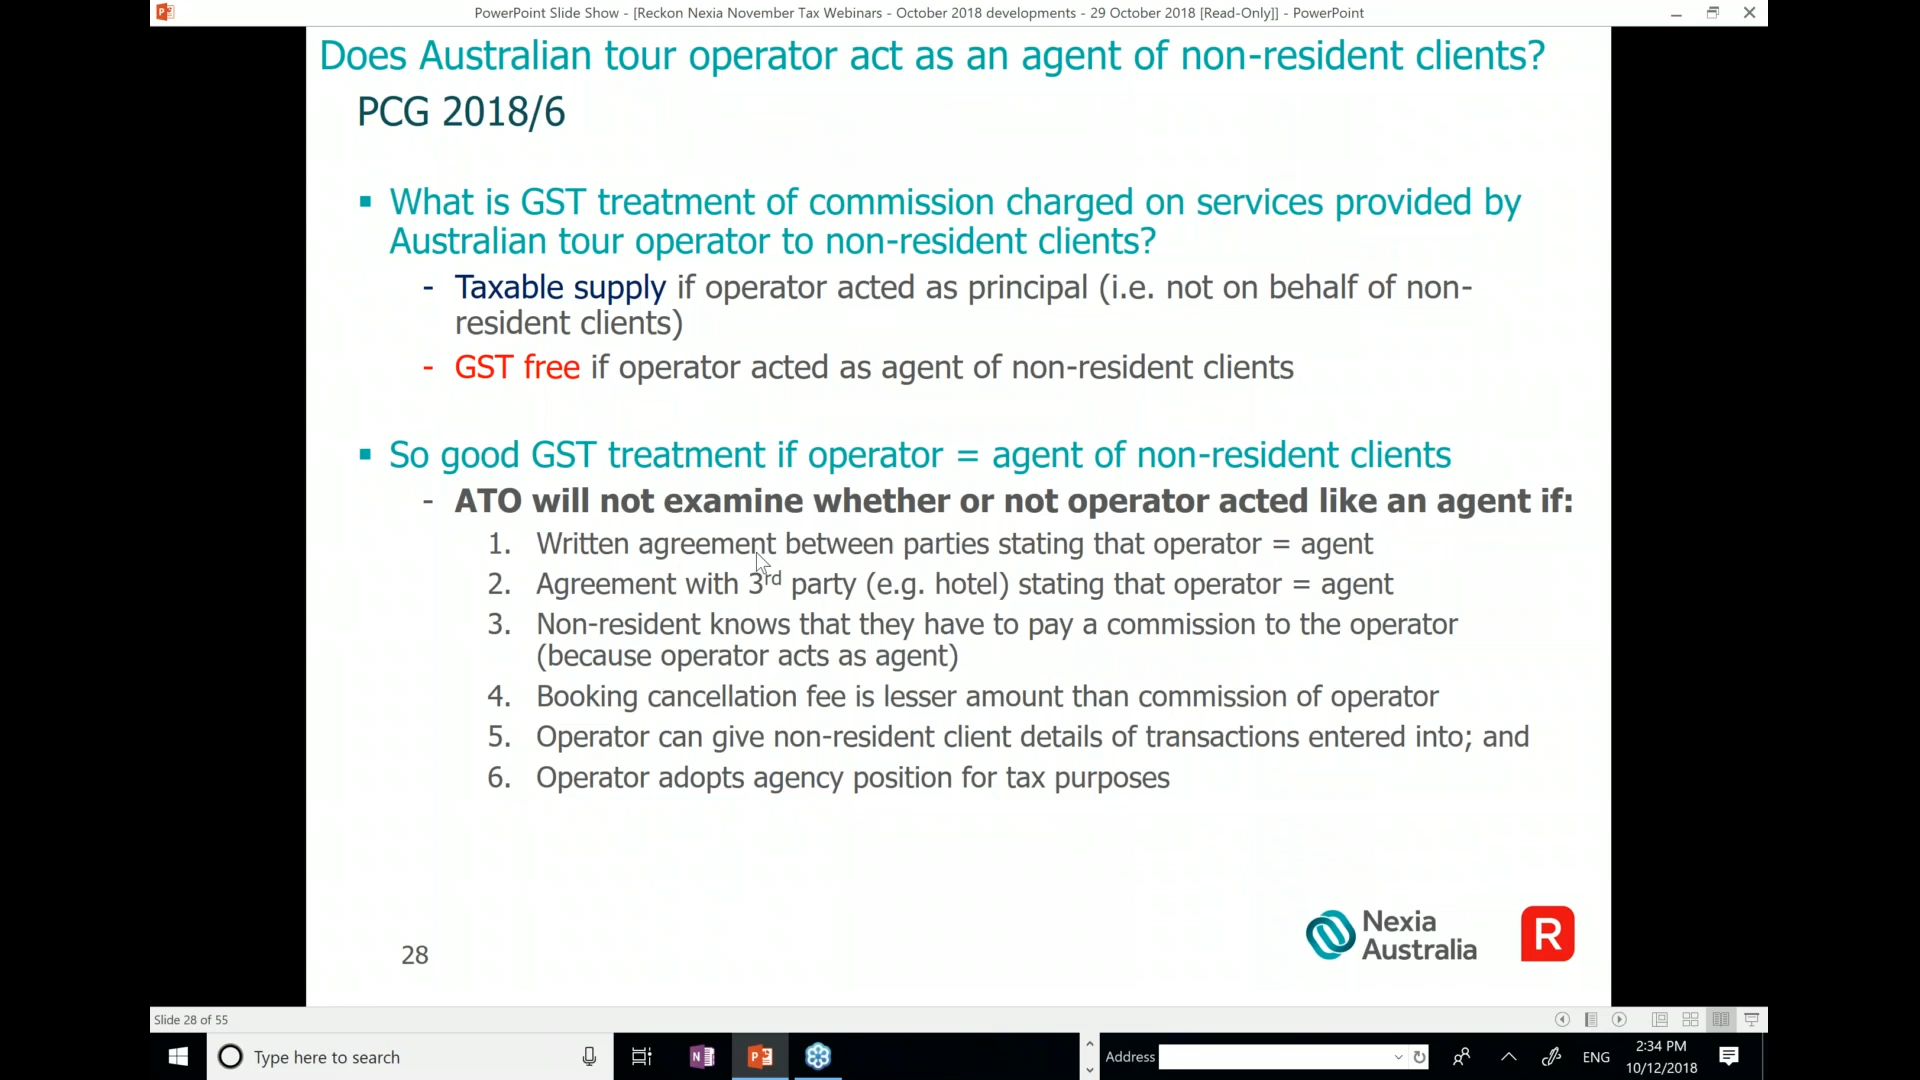 PowerPoint Slide Show - [Reckon Nexia November Tax Webinars - October 2018 developments - 29 October 2018 [Read-Only]] - PowerPoint
Does Australian tour operator act as an agent of non-resident clients?
PCG 2018/6
▪ What is GST treatment of commission charged on services provided by
Australian tour operator to non-resident clients?
- Taxable supply if operator acted as principal (i.e. not on behalf of non-
resident clients)
- GST free if operator acted as agent of non-resident clients
▪ So good GST treatment if operator = agent of non-resident clients
- ATO will not examine whether or not operator acted like an agent if:
1. Written agreement between parties stating that operator = agent
2. Agreement with 3rd party (e.g. hotel) stating that operator = agent
3. Non-resident knows that they have to pay a commission to the operator
(because operator acts as agent)
4. Booking cancellation fee is lesser amount than commission of operator
5. Operator can give non-resident client details of transactions entered into; and
6. Operator adopts agency position for tax purposes
Nexia
Australia
R
28
Slide 28 of 55
Type here to search
Address
ENG
2:34 PM
10/12/2018